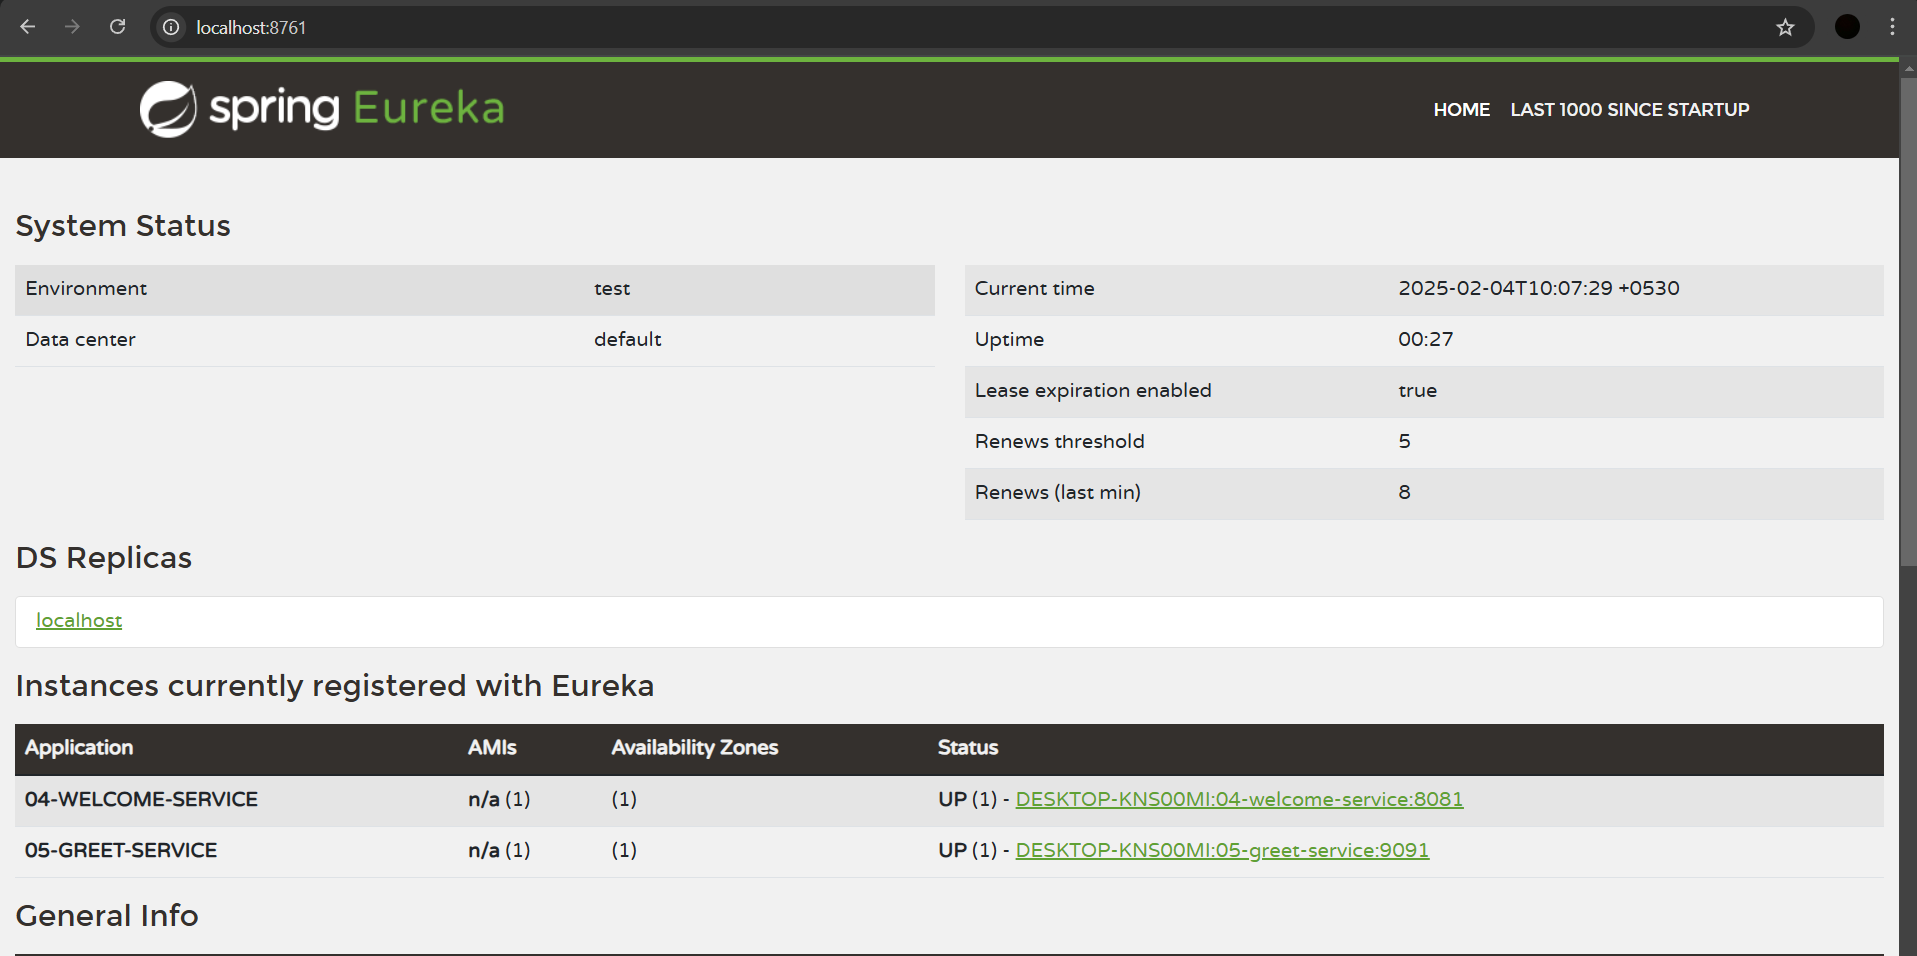 localhost:8761
spring Eureka
HOME LAST 1000 SINCE STARTUP
System Status
Environment test
Data center default
Current time 2025-02-04T10:07:29 +0530
Uptime 00:27
Lease expiration enabled true
Renews threshold 5
Renews (last min) 8
DS Replicas
localhost
Instances currently registered with Eureka
Application AMIs Availability Zones Status
04-WELCOME-SERVICE n/a (1) (1) UP (1) - DESKTOP-KNS00MI:04-welcome-service:8081
05-GREET-SERVICE n/a (1) (1) UP (1) - DESKTOP-KNS00MI:05-greet-service:9091
General Info